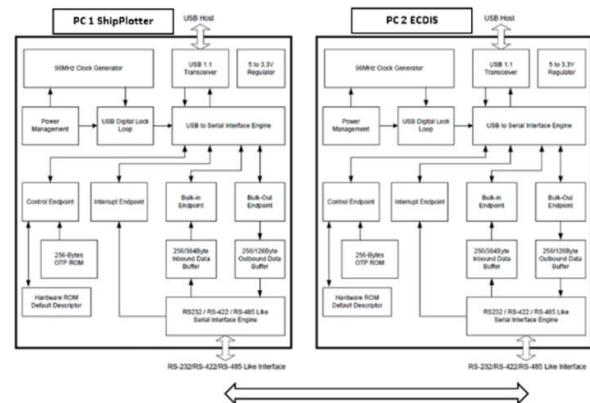 PC 1 ShipPlotter
USB Host
96MHz Clock Generator
USB 1.1
Transceiver
5 to 3.3V
Regulator
Power
Management
USB Digital Lock
Loop
USB to Serial Interface Engine
Control Endpoint
Interrupt Endpoint
Bulk-in
Endpoint
Bulk-Out
Endpoint
256-Bytes
OTP ROM
256/384Byte
Inbound Data
Buffer
256/128Byte
Outbound Data
Buffer
Hardware ROM
Default Descriptor
RS232 / RS-422 / RS-485 Like
Serial Interface Engine
RS-232/RS-422/RS-485 Like Interface
PC 2 ECDIS
USB Host
96MHz Clock Generator
USB 1.1
Transceiver
5 to 3.3V
Regulator
Power
Management
USB Digital Lock
Loop
USB to Serial Interface Engine
Control Endpoint
Interrupt Endpoint
Bulk-in
Endpoint
Bulk-Out
Endpoint
256-Bytes
OTP ROM
256/384Byte
Inbound Data
Buffer
256/128Byte
Outbound Data
Buffer
Hardware ROM
Default Descriptor
RS232 / RS-422 / RS-485 Like
Serial Interface Engine
RS-232/RS-422/RS-485 Like Interface